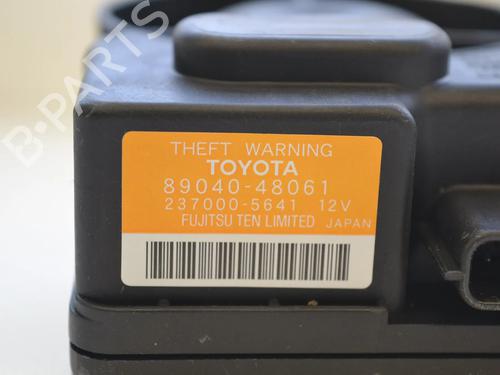 B-PARTS
THEFT WARNING
TOYOTA
89040-48061
237000-5641 12V
FUJITSU TEN LIMITED JAPAN